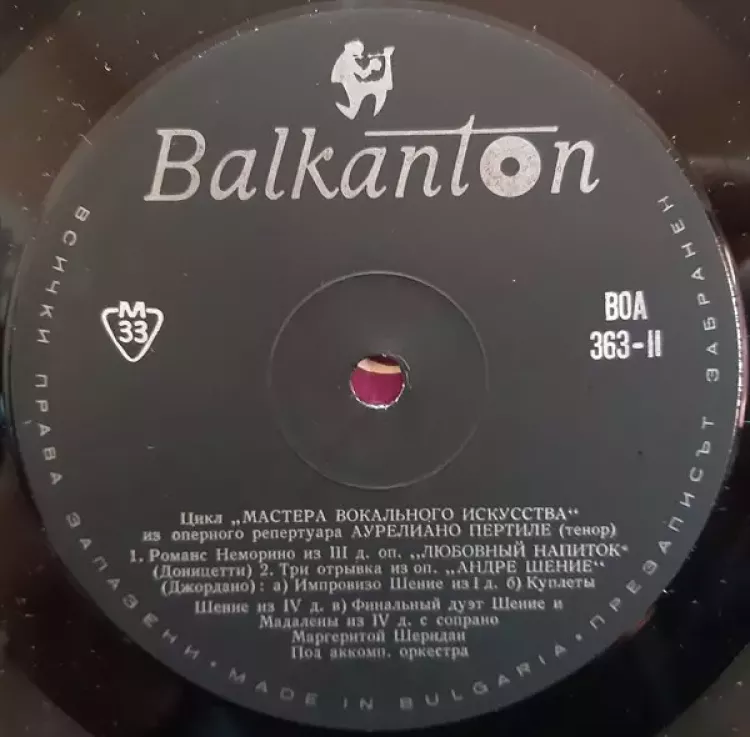 Balkanton
ВСИЧКИ ПРАВА ЗАПАЗЕНИ • MADE IN BULGARIA • ПРЕЗАПИСЪТ ЗАБРАНЕН
M
33
ВОА
363-II
Цикл „МАСТЕРА ВОКАЛЬНОГО ИСКУССТВА“
из оперного репертуара АУРЕЛИАНО ПЕРТИЛЕ (тенор)
1. Романс Неморино из III д. оп. „ЛЮБОВНЫЙ НАПИТОК“
(Доницетти) 2. Три отрывка из оп. „АНДРЕ ШЕНИЕ“
(Джордано) : а) Импровизо Шение из I д. б) Куплеты
Шение из IV д. в) Финальный дуэт Шение и
Мадалены из IV д. с сопрано
Маргеритой Шеридан
Под аккомп. оркестра